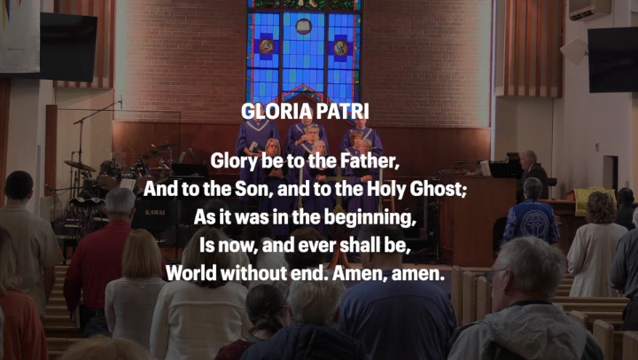 GLORIA PATRI
Glory be to the Father,
And to the Son, and to the Holy Ghost;
As it was in the beginning,
Is now, and ever shall be,
World without end. Amen, amen.
KAWAI